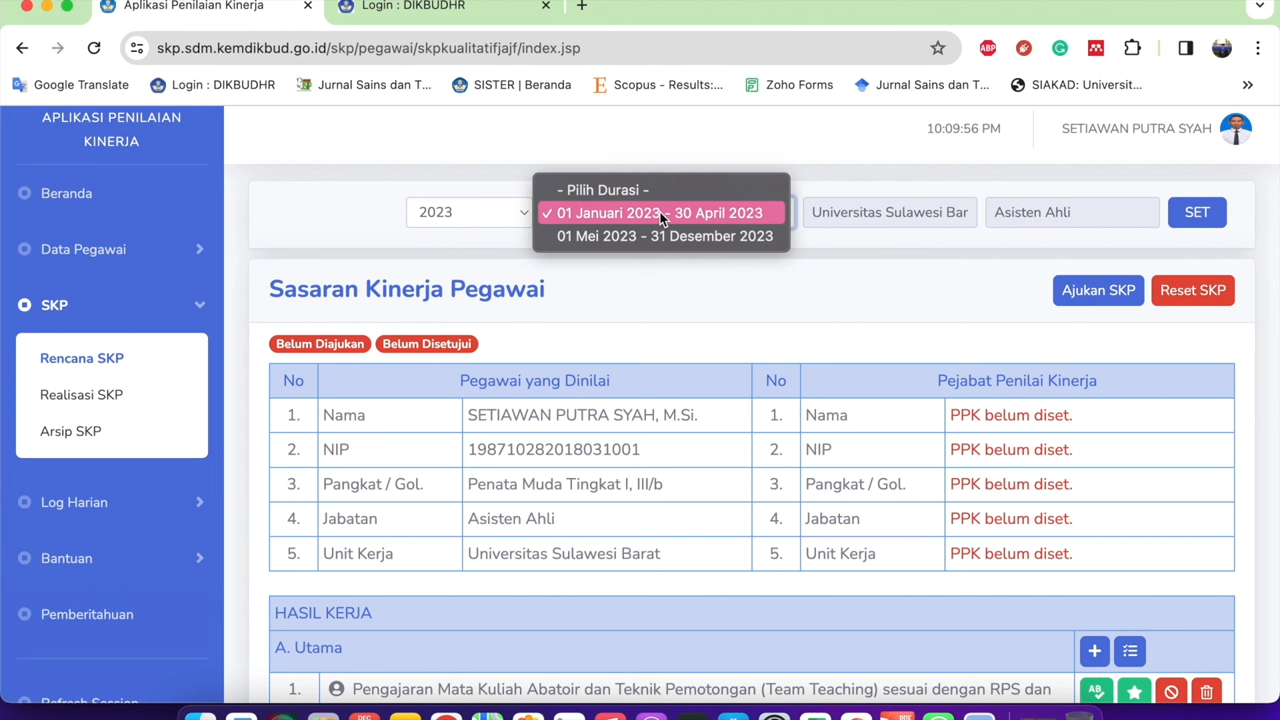 Aplikasi Penilaian Kinerja
Login : DIKBUDHR
skp.sdm.kemdikbud.go.id/skp/pegawai/skpkualitatifjajf/index.jsp
Google Translate
Login : DIKBUDHR
Jurnal Sains dan T...
SISTER | Beranda
Scopus - Results:...
Zoho Forms
Jurnal Sains dan T...
SIAKAD: Universit...
APLIKASI PENILAIAN
KINERJA
10:09:56 PM
SETIAWAN PUTRA SYAH
Beranda
Data Pegawai
SKP
Rencana SKP
Realisasi SKP
Arsip SKP
Log Harian
Bantuan
Pemberitahuan
Refresh Session
2023
- Pilih Durasi -
01 Januari 2023 - 30 April 2023
01 Mei 2023 - 31 Desember 2023
Universitas Sulawesi Bar
Asisten Ahli
SET
Sasaran Kinerja Pegawai
Ajukan SKP
Reset SKP
Belum Diajukan Belum Disetujui
No Pegawai yang Dinilai No Pejabat Penilai Kinerja
1. Nama SETIAWAN PUTRA SYAH, M.Si. 1. Nama PPK belum diset.
2. NIP 198710282018031001 2. NIP PPK belum diset.
3. Pangkat / Gol. Penata Muda Tingkat I, III/b 3. Pangkat / Gol. PPK belum diset.
4. Jabatan Asisten Ahli 4. Jabatan PPK belum diset.
5. Unit Kerja Universitas Sulawesi Barat 5. Unit Kerja PPK belum diset.
HASIL KERJA
A. Utama
1. Pengajaran Mata Kuliah Abatoir dan Teknik Pemotongan (Team Teaching) sesuai dengan RPS dan